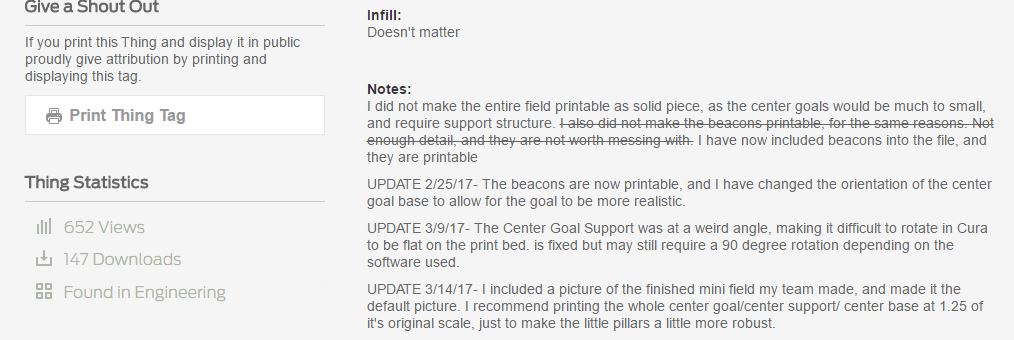 Give a Shout Out
If you print this Thing and display it in public
proudly give attribution by printing and
displaying this tag.
Print Thing Tag
Thing Statistics
652 Views
147 Downloads
Found in Engineering
Infill:
Doesn't matter
Notes:
I did not make the entire field printable as solid piece, as the center goals would be much to small,
and require support structure. I also did not make the beacons printable, for the same reasons. Not
enough detail, and they are not worth messing with. I have now included beacons into the file, and
they are printable
UPDATE 2/25/17- The beacons are now printable, and I have changed the orientation of the center
goal base to allow for the goal to be more realistic.
UPDATE 3/9/17- The Center Goal Support was at a weird angle, making it difficult to rotate in Cura
to be flat on the print bed. is fixed but may still require a 90 degree rotation depending on the
software used.
UPDATE 3/14/17- I included a picture of the finished mini field my team made, and made it the
default picture. I recommend printing the whole center goal/center support/ center base at 1.25 of
it's original scale, just to make the little pillars a little more robust.